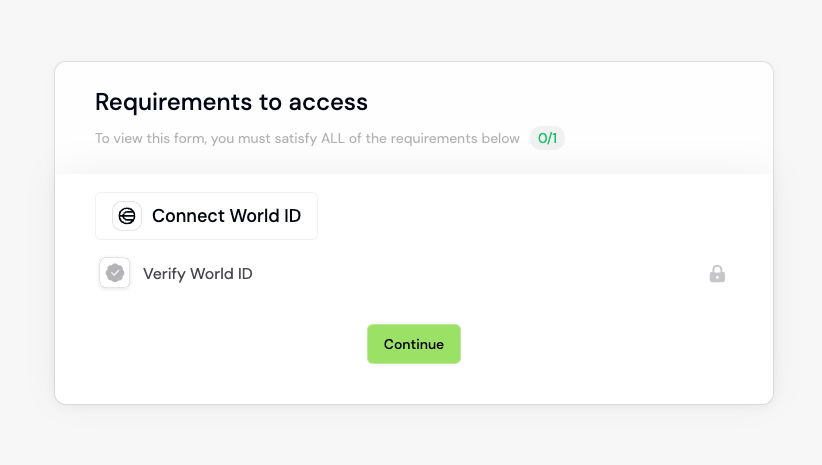 Requirements to access
To view this form, you must satisfy ALL of the requirements below 0/1
Connect World ID
Verify World ID
Continue